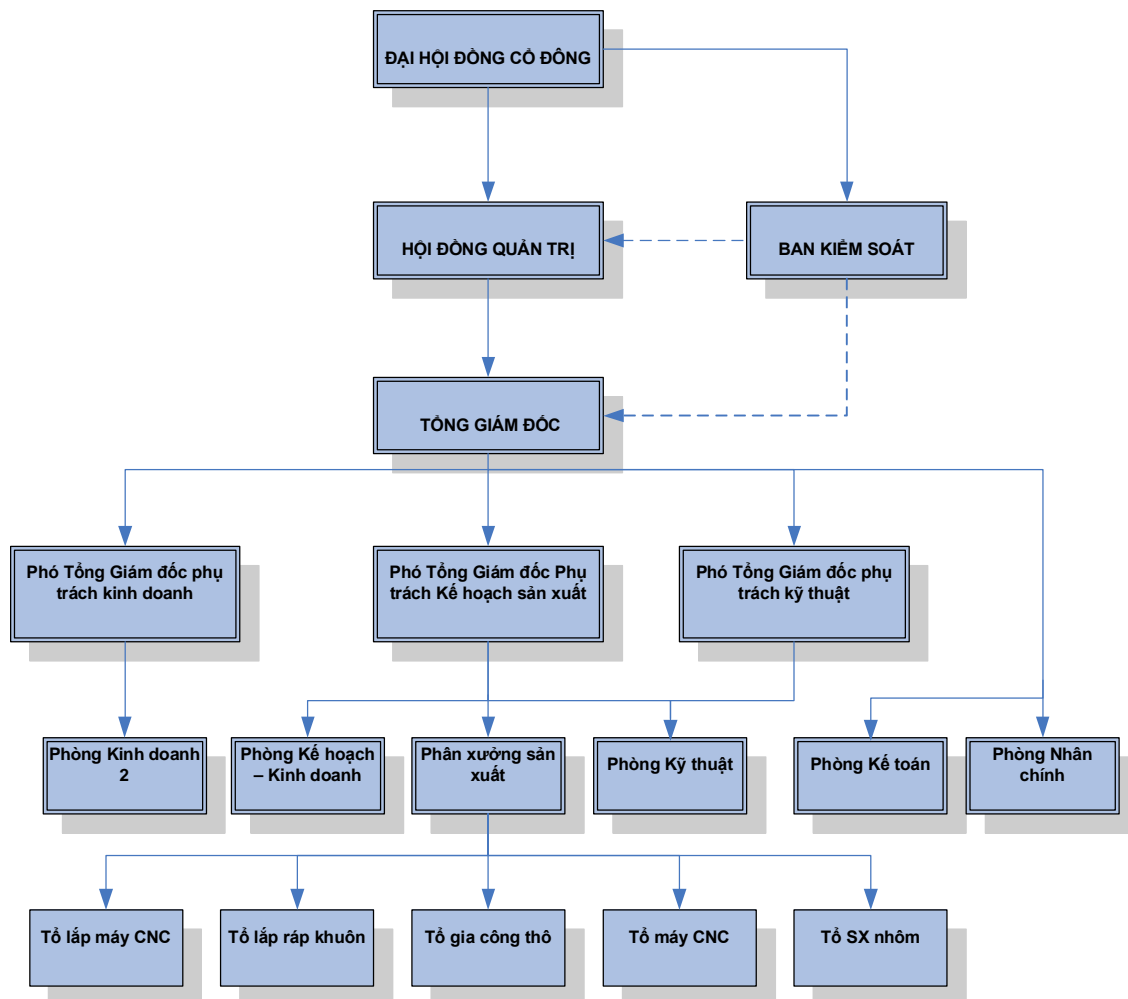 ĐẠI HỘI ĐỒNG CỔ ĐÔNG
HỘI ĐỒNG QUẢN TRỊ
BAN KIỂM SOÁT
TỔNG GIÁM ĐỐC
Phó Tổng Giám đốc phụ
trách kinh doanh
Phó Tổng Giám đốc Phụ
trách Kế hoạch sản xuất
Phó Tổng Giám đốc phụ
trách kỹ thuật
Phòng Kinh doanh
2
Phòng Kế hoạch
– Kinh doanh
Phân xưởng sản
xuất
Phòng Kỹ thuật
Phòng Kế toán
Phòng Nhân
chính
Tổ lắp máy CNC
Tổ lắp ráp khuôn
Tổ gia công thô
Tổ máy CNC
Tổ SX nhôm